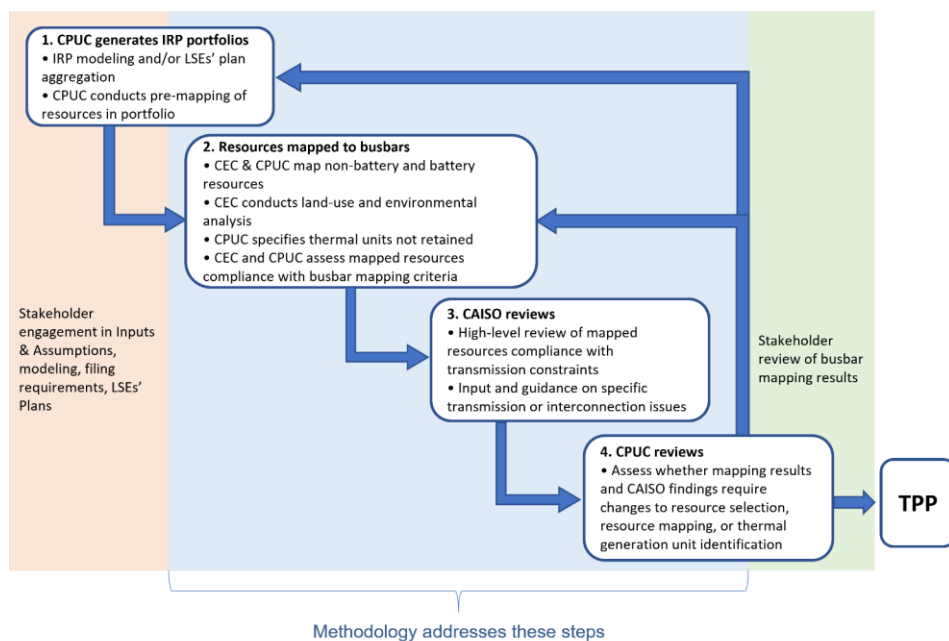 1. CPUC generates IRP portfolios
• IRP modeling and/or LSEs' plan
aggregation
• CPUC conducts pre-mapping of
resources in portfolio
2. Resources mapped to busbars
• CEC & CPUC map non-battery and battery
resources
• CEC conducts land-use and environmental
analysis
• CPUC specifies thermal units not retained
• CEC and CPUC assess mapped resources
compliance with busbar mapping criteria
Stakeholder
engagement in Inputs
& Assumptions,
modeling, filing
requirements, LSEs'
Plans
3. CAISO reviews
• High-level review of mapped
resources compliance with
transmission constraints
• Input and guidance on specific
transmission or interconnection issues
Stakeholder
review of busbar
mapping results
4. CPUC reviews
• Assess whether mapping results
and CAISO findings require
changes to resource selection,
resource mapping, or thermal
generation unit identification
TPP
Methodology addresses these steps